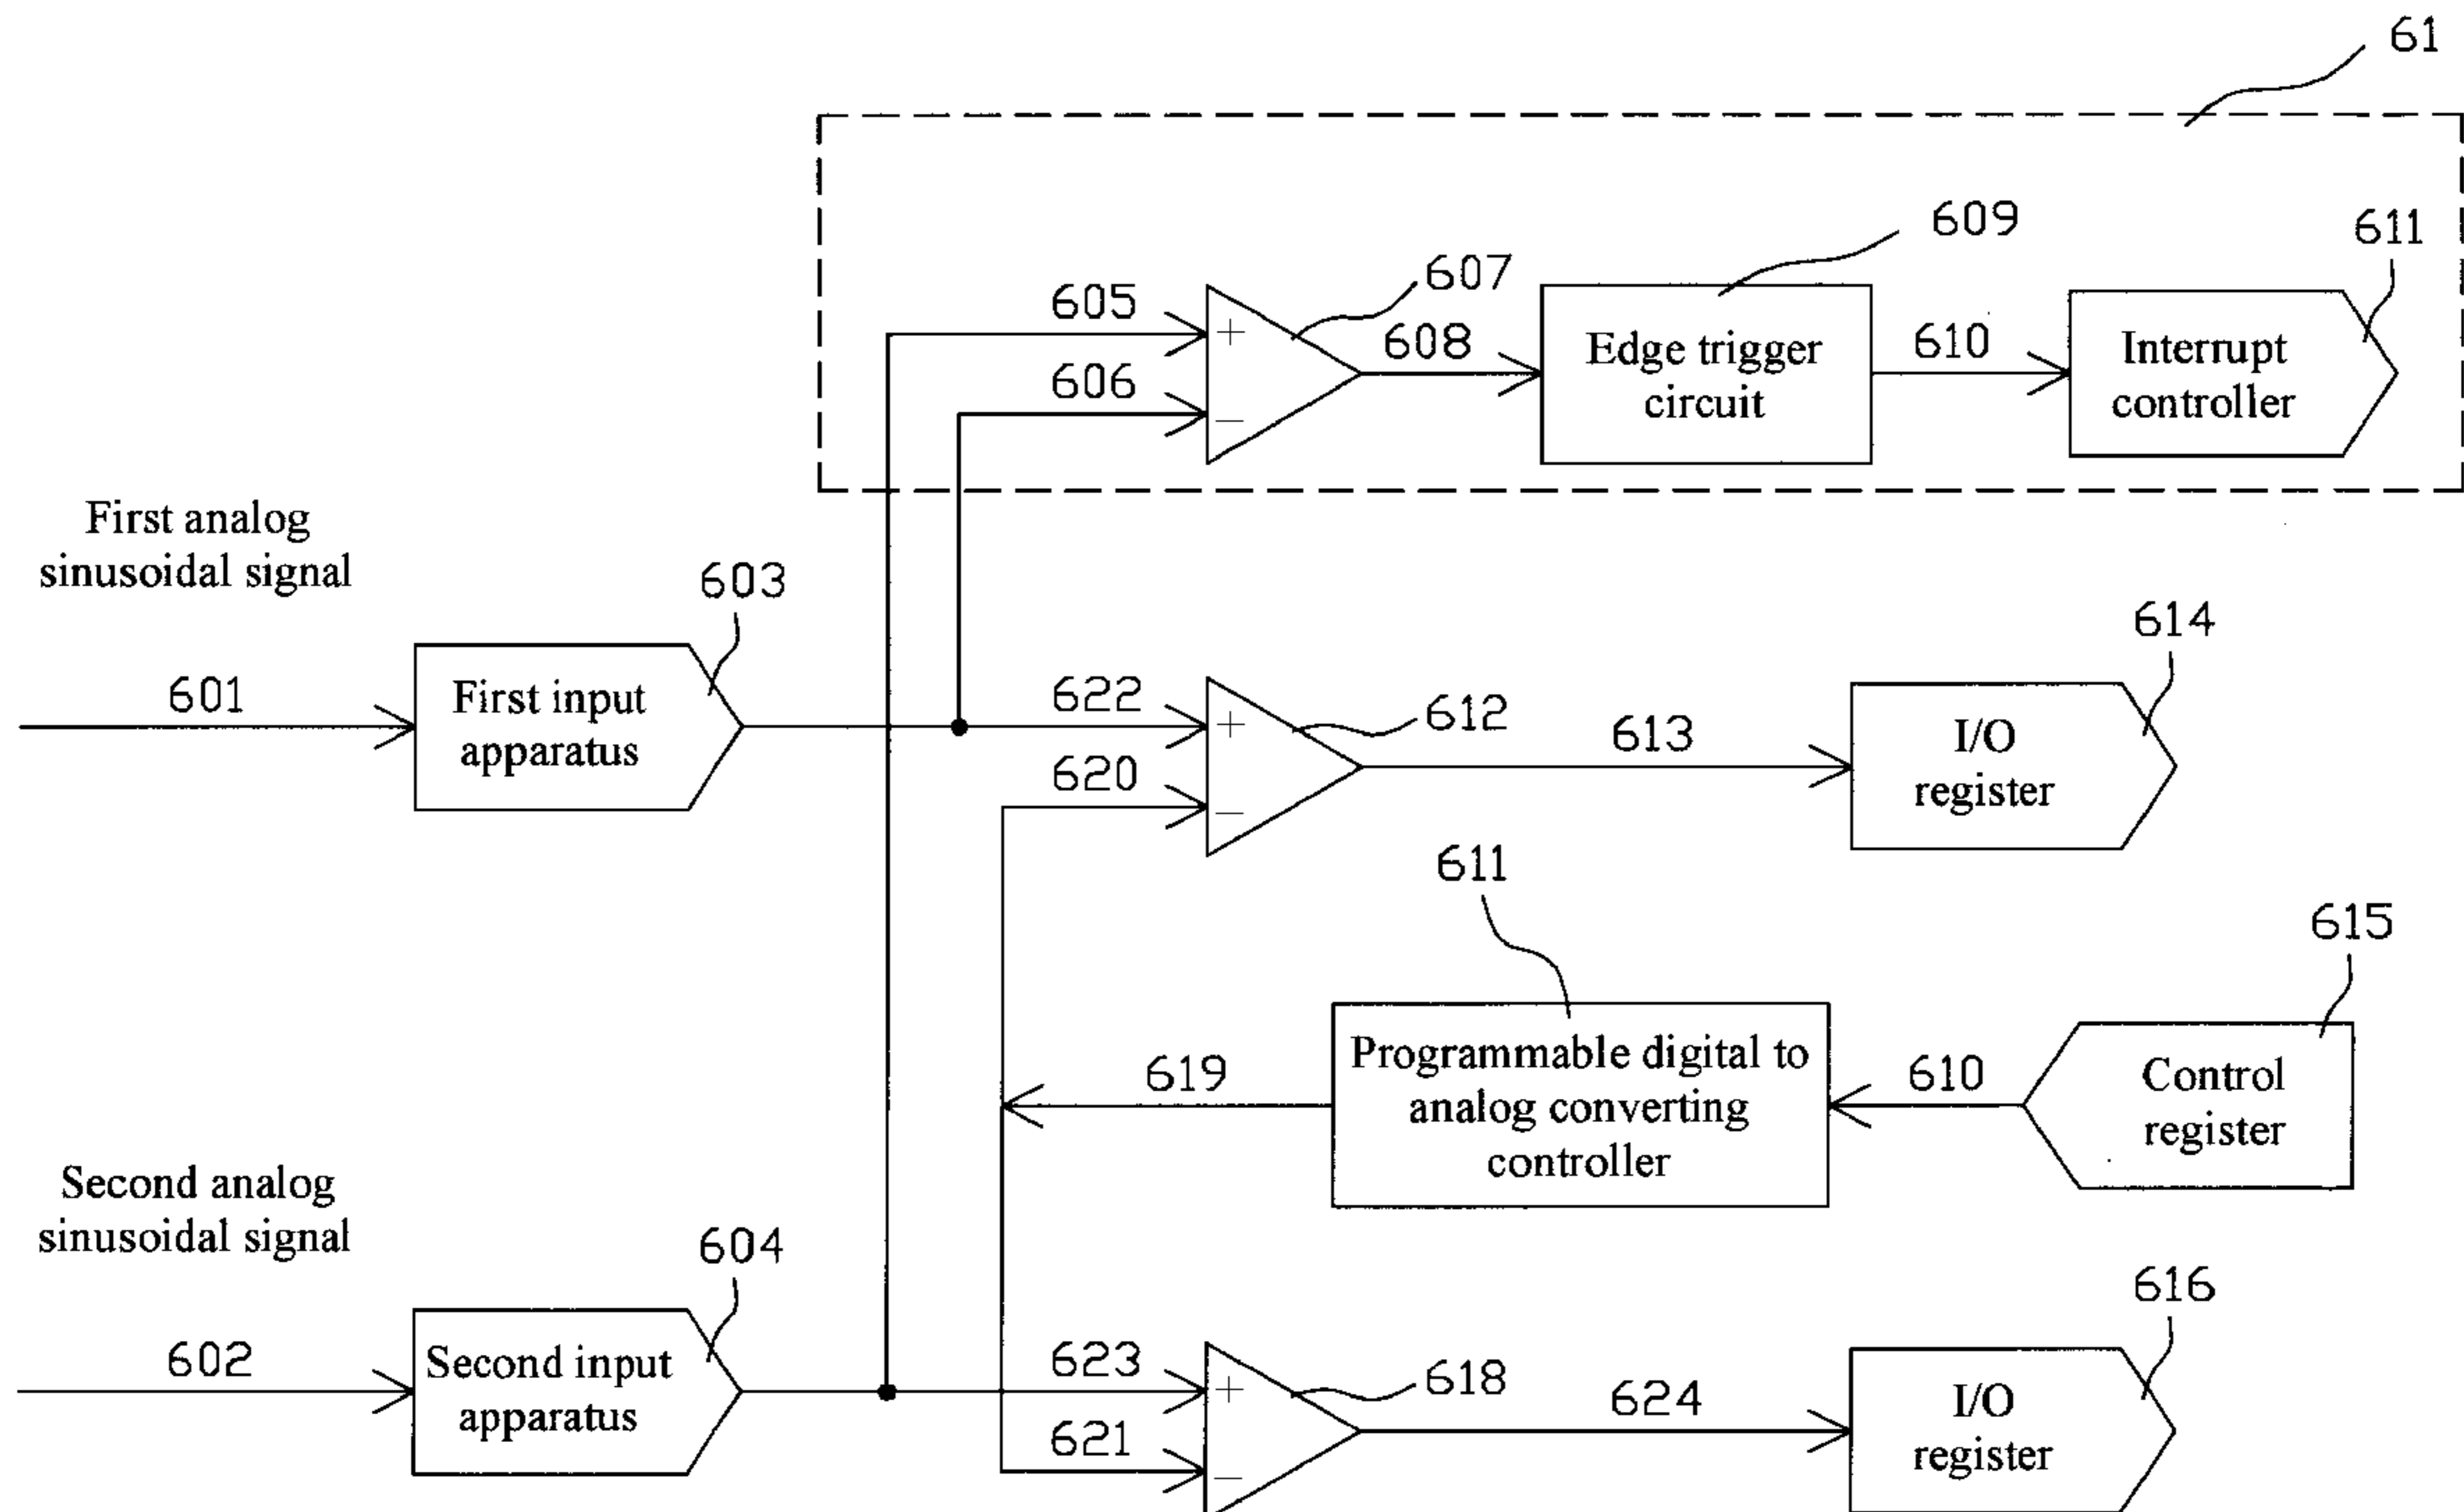 61
609
611
607
605
608
610
Edge trigger
circuit
Interrupt
controller
606
First analog
sinusoidal signal
603
614
601
First input
apparatus
622
612
613
I/O
register
620
611
615
619
Programmable digital to
analog converting
controller
610
Control
register
Second analog
sinusoidal signal
604
616
602
Second input
apparatus
623
618
624
I/O
register
621